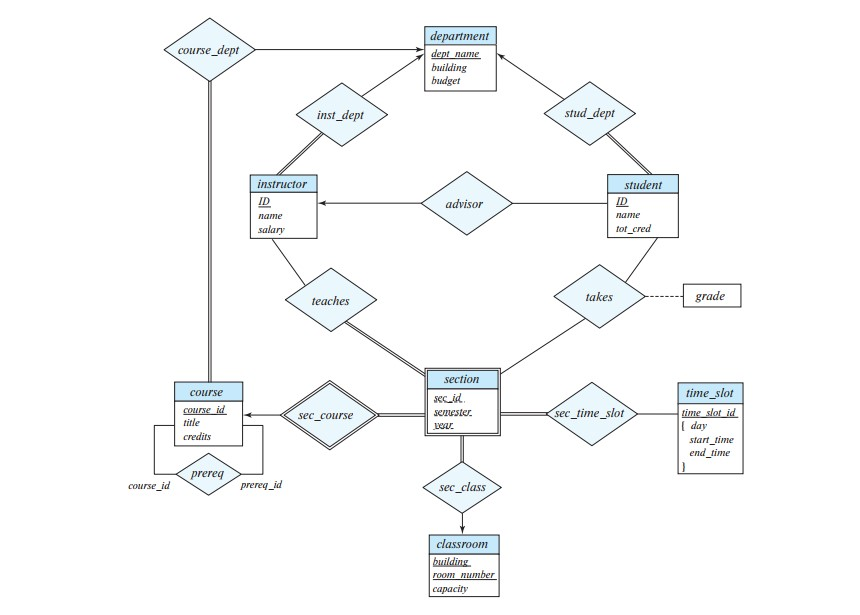 department
course_dept
dept_name
building
budget
inst_dept
stud_dept
instructor
ID
name
salary
advisor
student
ID
name
tot_cred
teaches
takes
grade
course
course_id
title
credits
sec_course
section
sec_id
semester
year
sec_time_slot
time_slot
time_slot_id
{ day
start_time
end_time
}
prereq
course_id
prereq_id
sec_class
classroom
building
room_number
capacity